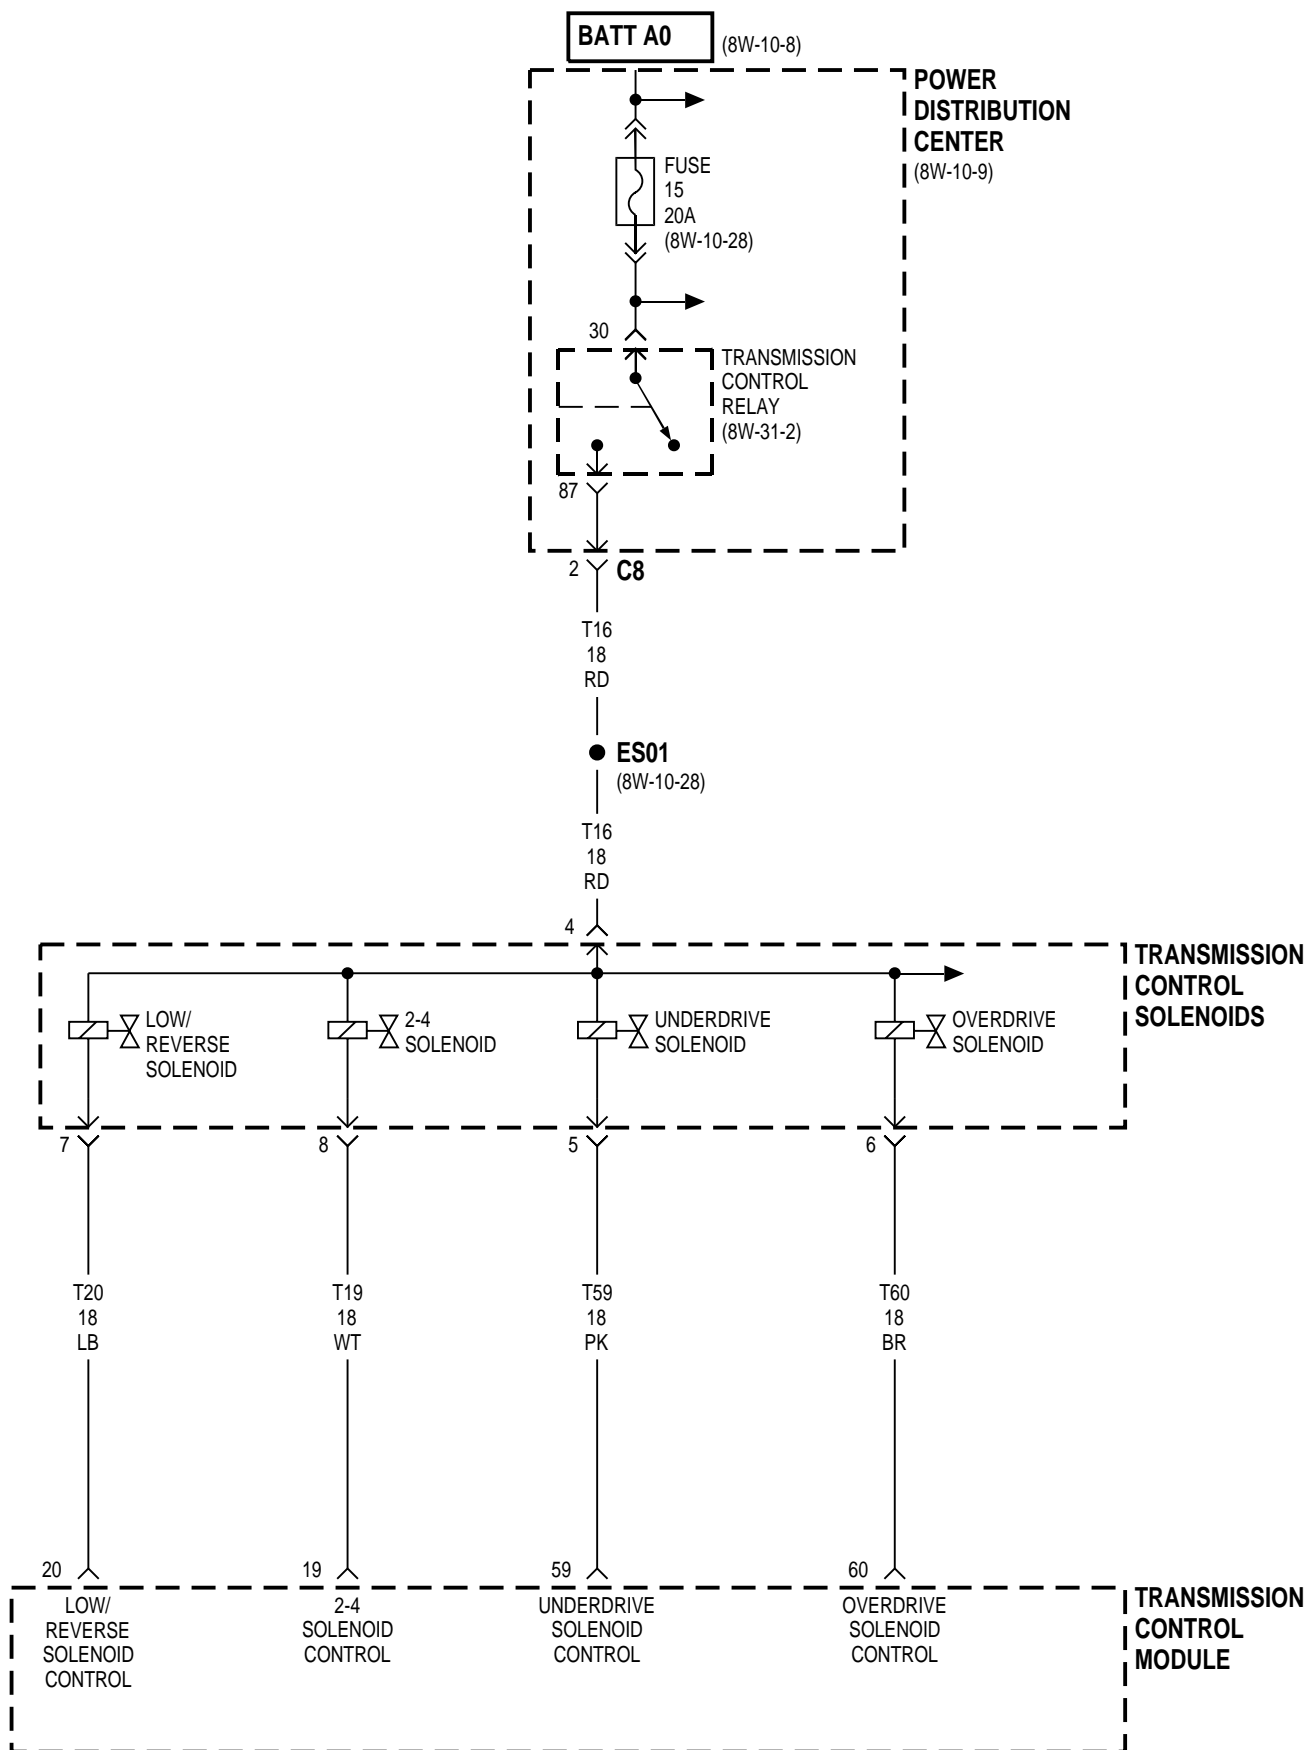 BATT A0
(8W-10-8)
POWER
DISTRIBUTION
CENTER
(8W-10-9)
FUSE
15
20A
(8W-10-28)
30
TRANSMISSION
CONTROL
RELAY
(8W-31-2)
87
2
C8
T16
18
RD
ES01
(8W-10-28)
T16
18
RD
4
TRANSMISSION
CONTROL
SOLENOIDS
LOW/
REVERSE
SOLENOID
2-4
SOLENOID
UNDERDRIVE
SOLENOID
OVERDRIVE
SOLENOID
7
8
5
6
T20
18
LB
T19
18
WT
T59
18
PK
T60
18
BR
20
19
59
60
LOW/
REVERSE
SOLENOID
CONTROL
2-4
SOLENOID
CONTROL
UNDERDRIVE
SOLENOID
CONTROL
OVERDRIVE
SOLENOID
CONTROL
TRANSMISSION
CONTROL
MODULE